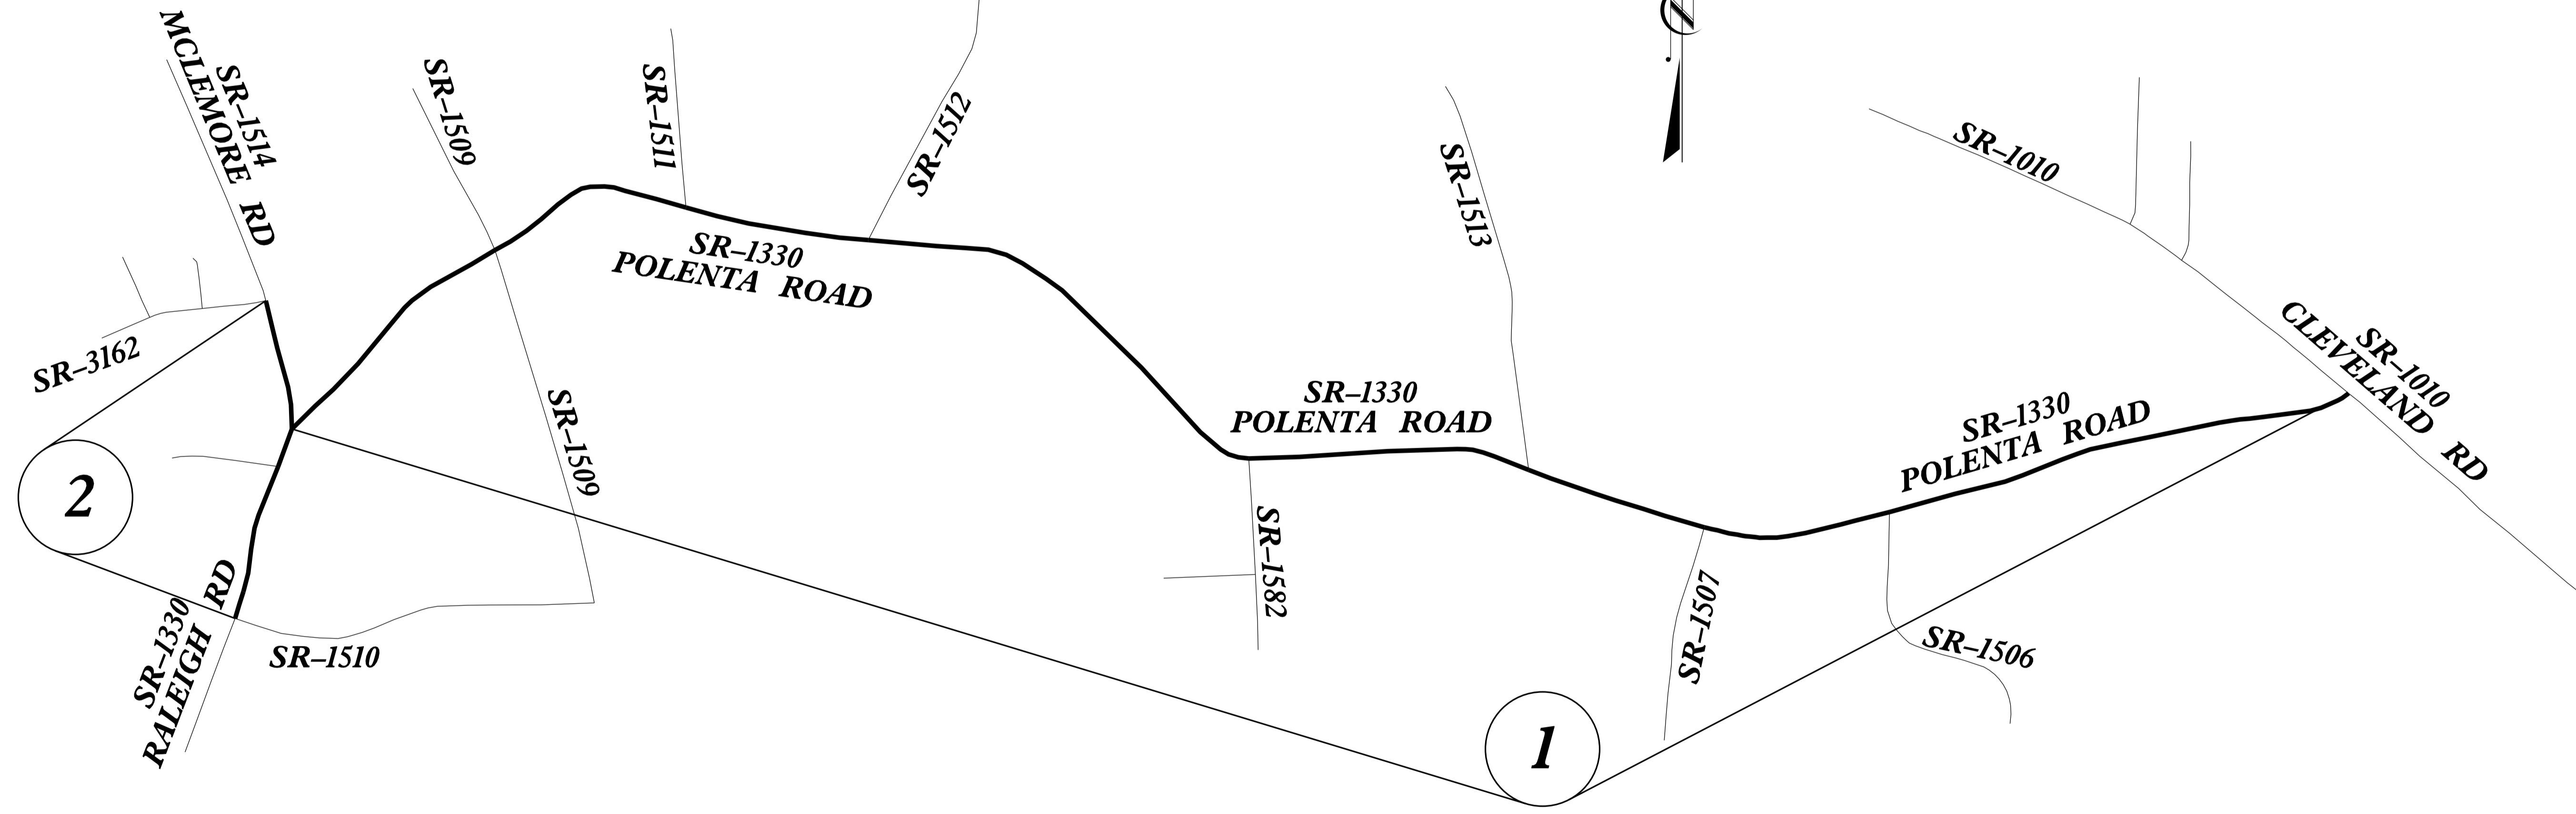 SR–1514
MCLEMORE RD
SR–1509
SR–1511
SR–1512
SR–1513
SR–1010
SR–1330
POLENTA ROAD
SR–3162
SR–1010
CLEVELAND RD
SR–1330
POLENTA ROAD
SR–1330
POLENTA ROAD
SR–1509
2
SR–1582
SR–1507
SR–1506
SR–1330
RALEIGH RD
SR–1510
1